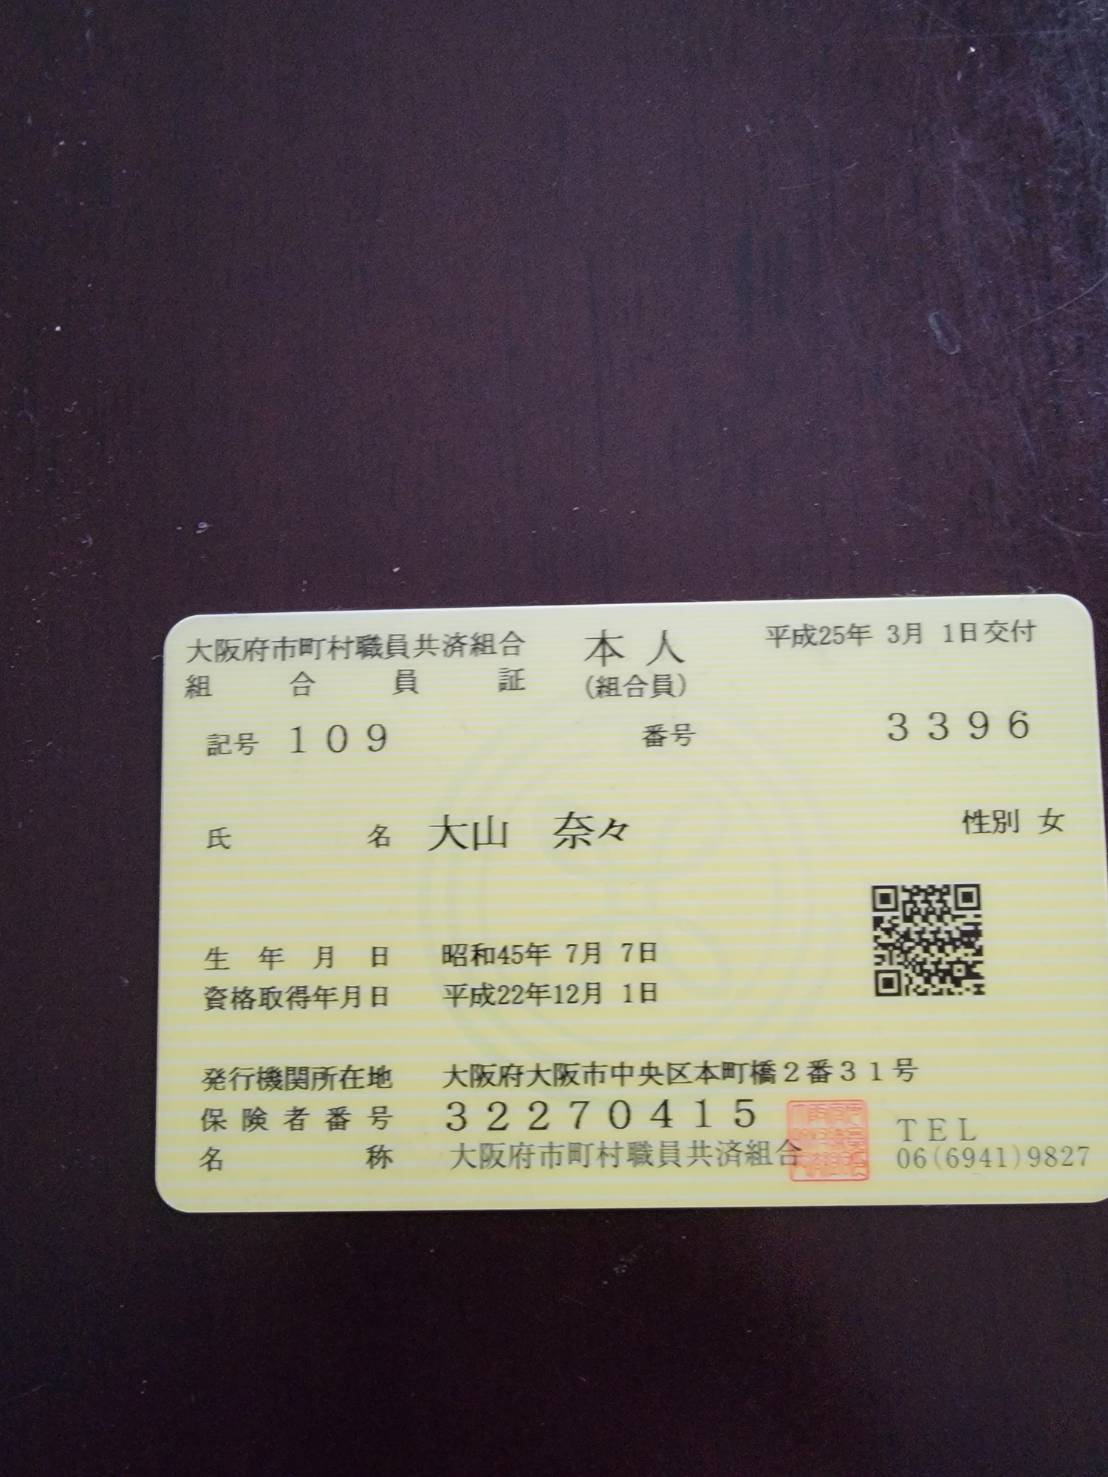 大阪府市町村職員共済組合 本人 平成25年 3月 1日交付
組合員証 (組合員)
記号 109 番号 3396
氏名 大山 奈々 性別 女
生年月日 昭和45年 7月 7日
資格取得年月日 平成22年12月 1日
発行機関所在地 大阪府大阪市中央区本町橋2番31号
保険者番号 32270415
名称 大阪府市町村職員共済組合
TEL
06(6941)9827